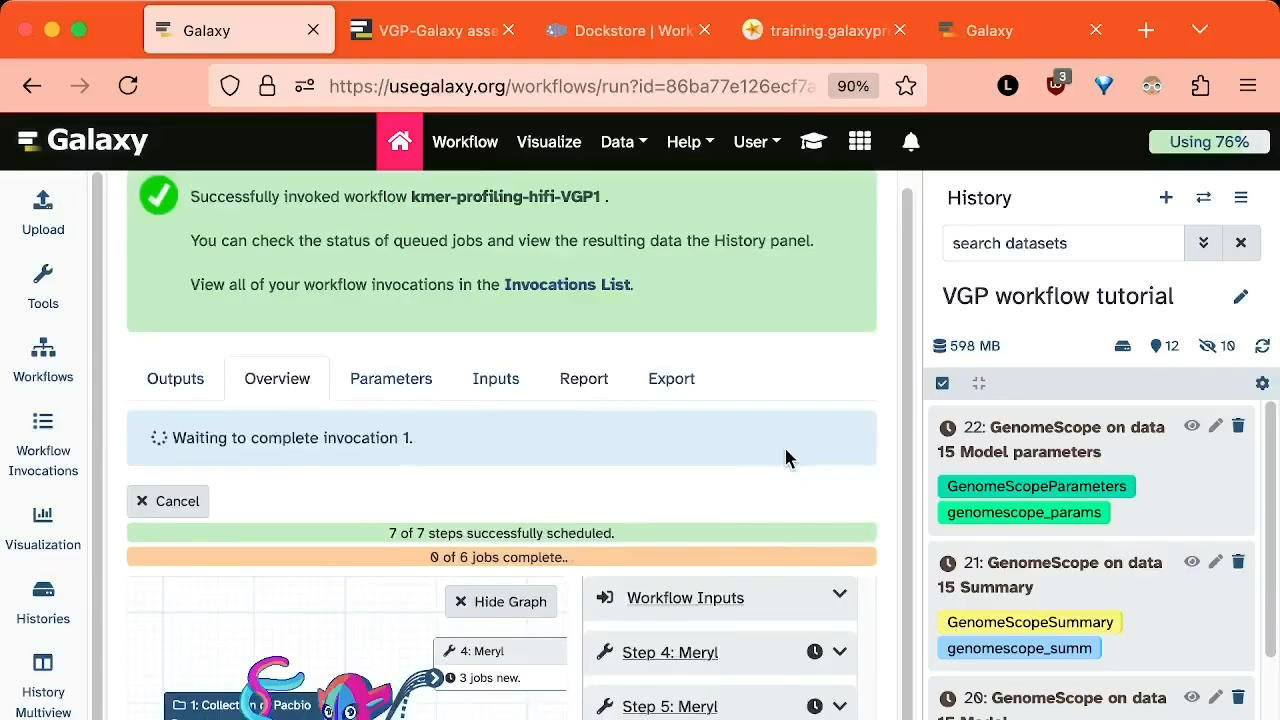 Galaxy
VGP-Galaxy asse
Dockstore | Work
training.galaxypr
Galaxy
https://usegalaxy.org/workflows/run?id=86ba77e126ecf7a
90%
3
Galaxy
Workflow
Visualize
Data
Help
User
Using 76%
Upload
Tools
Workflows
Workflow
Invocations
Visualization
Histories
History
Multiview
Successfully invoked workflow kmer-profiling-hifi-VGP1 .
You can check the status of queued jobs and view the resulting data the History panel.
View all of your workflow invocations in the Invocations List.
Outputs
Overview
Parameters
Inputs
Report
Export
Waiting to complete invocation 1.
Cancel
7 of 7 steps successfully scheduled.
0 of 6 jobs complete..
Hide Graph
4: Meryl
3 jobs new.
Workflow Inputs
Step 4: Meryl
Step 5: Meryl
History
search datasets
VGP workflow tutorial
598 MB
12
10
22: GenomeScope on data
15 Model parameters
GenomeScopeParameters
genomescope_params
21: GenomeScope on data
15 Summary
GenomeScopeSummary
genomescope_summ
20: GenomeScope on data
15 Model